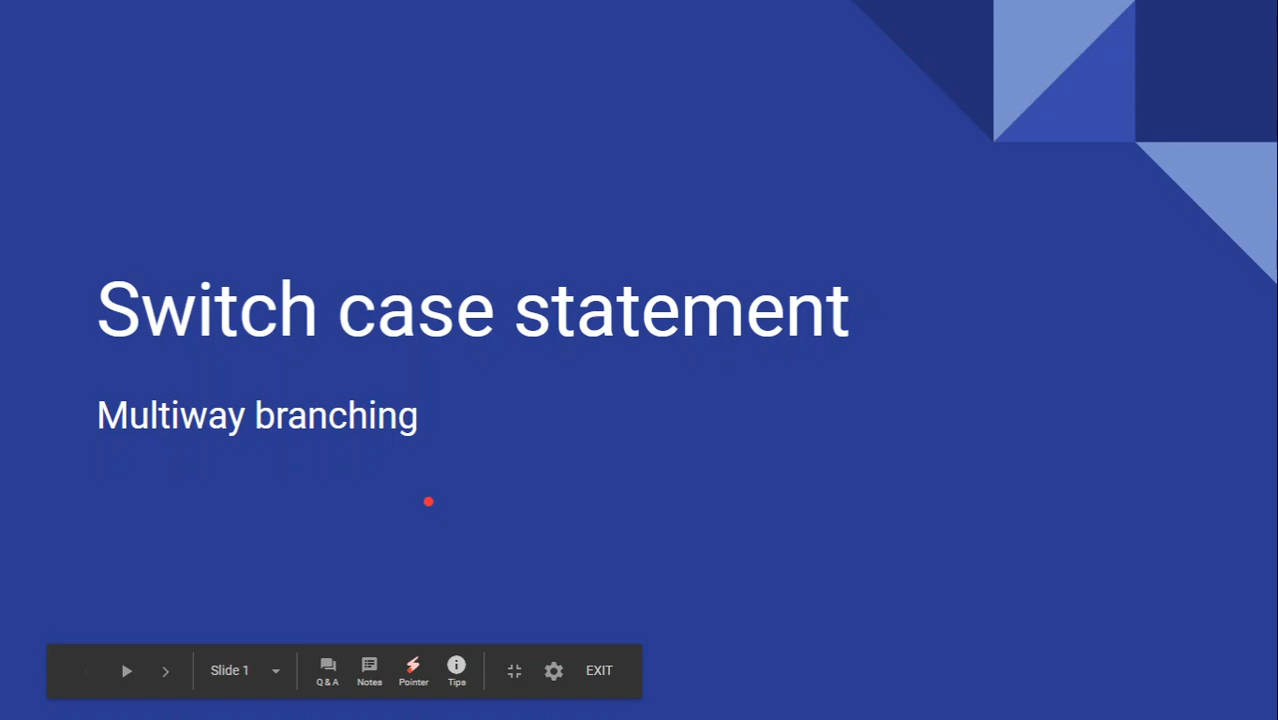 Switch case statement
Multiway branching
Slide 1
Q & A
Notes
Pointer
Tips
EXIT